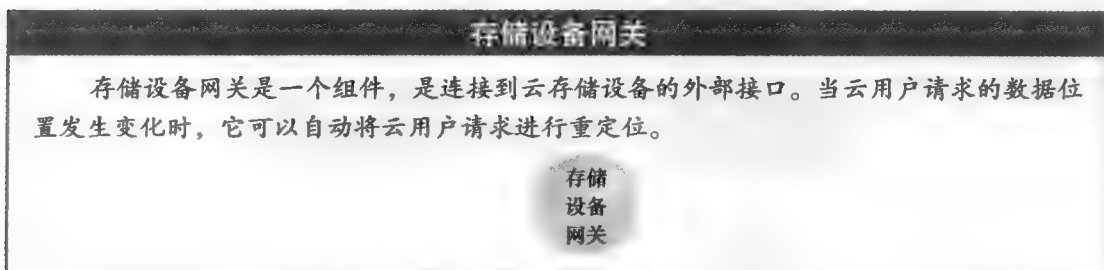 存储设备网关
存储设备网关是一个组件，是连接到云存储设备的外部接口。当云用户请求的数据位
置发生变化时，它可以自动将云用户请求进行重定位。
存储
设备
网关